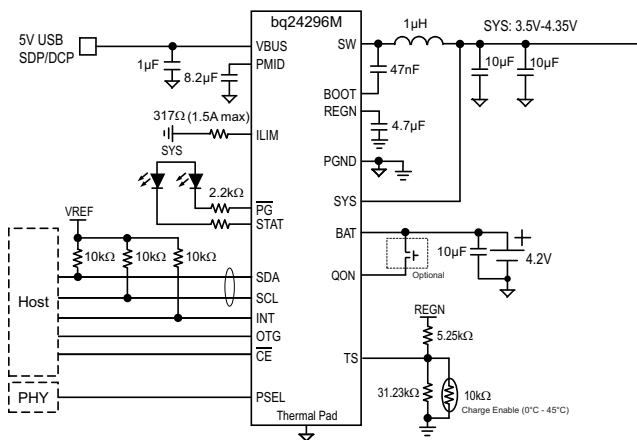 bq24296M
5V USB
SDP/DCP
VBUS
1µF
PMID
8.2µF
317Ω (1.5A max)
ILIM
SYS
2.2kΩ
PG
STAT
VREF
10kΩ
10kΩ
10kΩ
Host
SDA
SCL
INT
OTG
CE
PHY
PSEL
Thermal Pad
SW
1µH
SYS: 3.5V-4.35V
10µF
10µF
47nF
BOOT
REGN
4.7µF
PGND
SYS
BAT
10µF
+
4.2V
QON
Optional
REGN
5.25kΩ
TS
31.23kΩ
10kΩ
Charge Enable (0°C - 45°C)